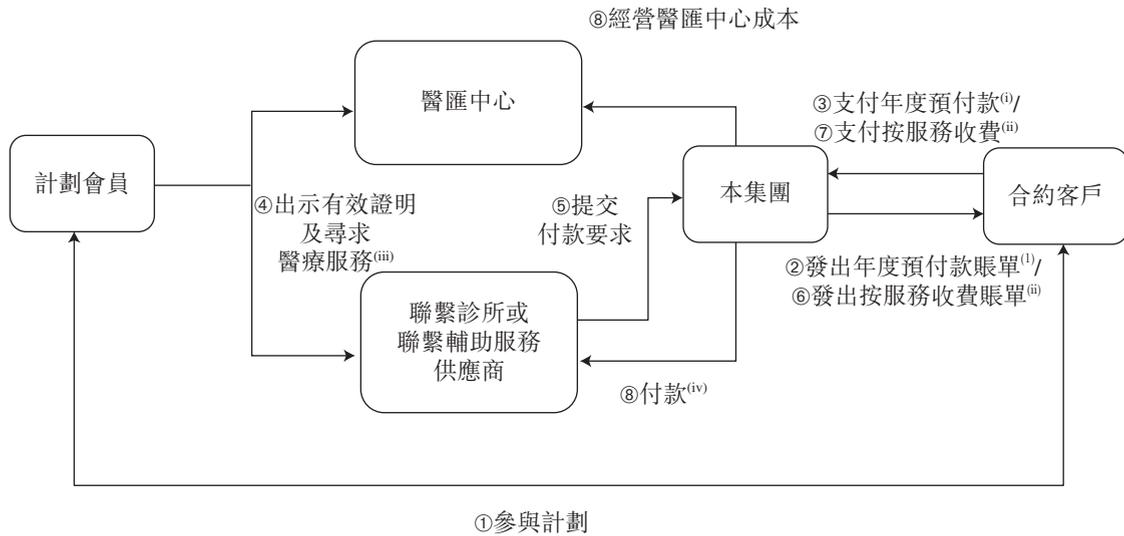 ⑧經營醫匯中心成本
醫匯中心
③支付年度預付款(i)/
⑦支付按服務收費(ii)
計劃會員
本集團
合約客戶
④出示有效證明
及尋求
醫療服務(iii)
⑤提交
付款要求
②發出年度預付款賬單(1)/
⑥發出按服務收費賬單(ii)
聯繫診所或
聯繫輔助服務
供應商
⑧付款(iv)
①參與計劃